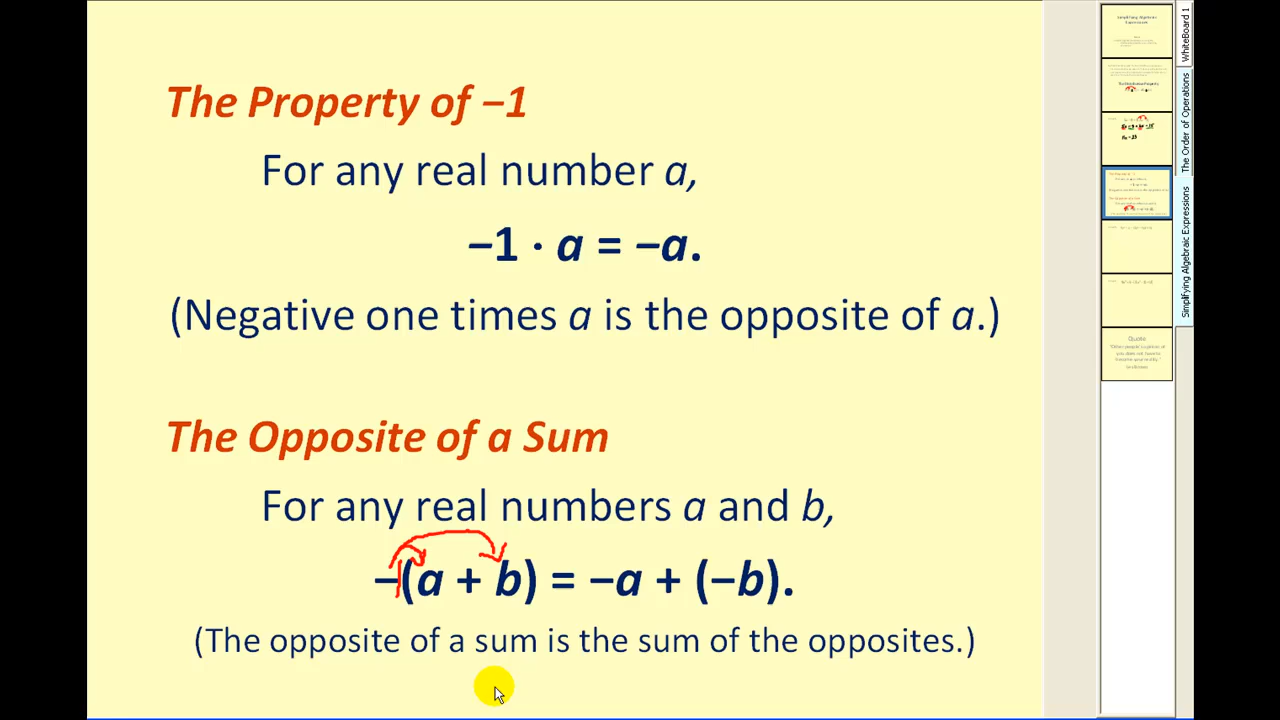 The Property of −1
For any real number a,
−1 · a = −a.
(Negative one times a is the opposite of a.)
The Opposite of a Sum
For any real numbers a and b,
−(a + b) = −a + (−b).
(The opposite of a sum is the sum of the opposites.)
WhiteBoard 1
The Order of Operations
Simplifying Algebraic Expressions
Quote